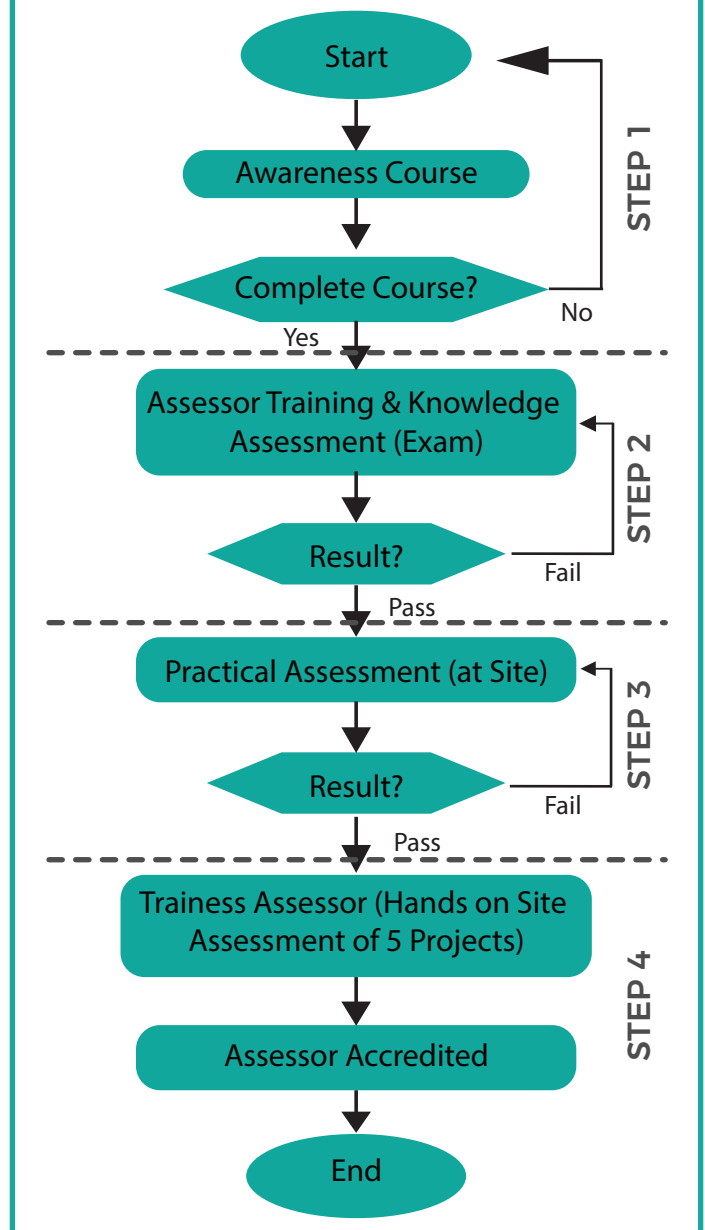 Start
STEP 1
Awareness Course
Complete Course?
No
Yes
Assessor Training & Knowledge
Assessment (Exam)
STEP 2
Result?
Fail
Pass
Practical Assessment (at Site)
STEP 3
Result?
Fail
Pass
Trainess Assessor (Hands on Site
Assessment of 5 Projects)
STEP 4
Assessor Accredited
End